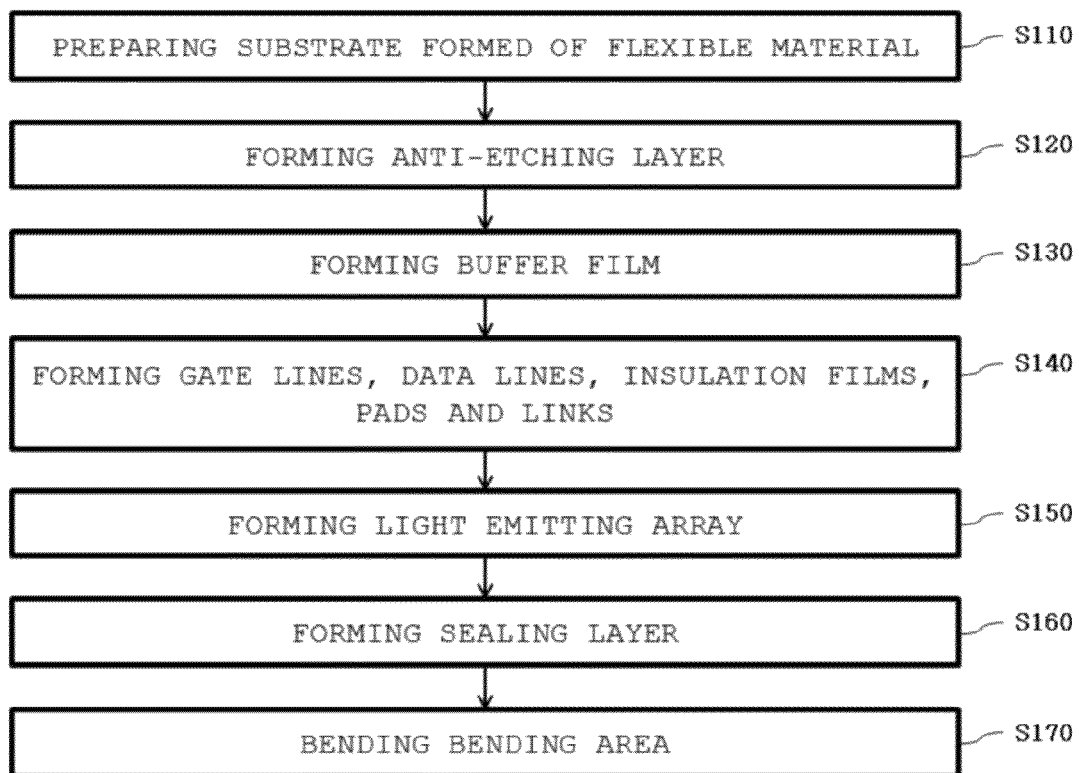 PREPARING SUBSTRATE FORMED OF FLEXIBLE MATERIAL
S110
FORMING ANTI-ETCHING LAYER
S120
FORMING BUFFER FILM
S130
FORMING GATE LINES, DATA LINES, INSULATION FILMS,
PADS AND LINKS
S140
FORMING LIGHT EMITTING ARRAY
S150
FORMING SEALING LAYER
S160
BENDING BENDING AREA
S170